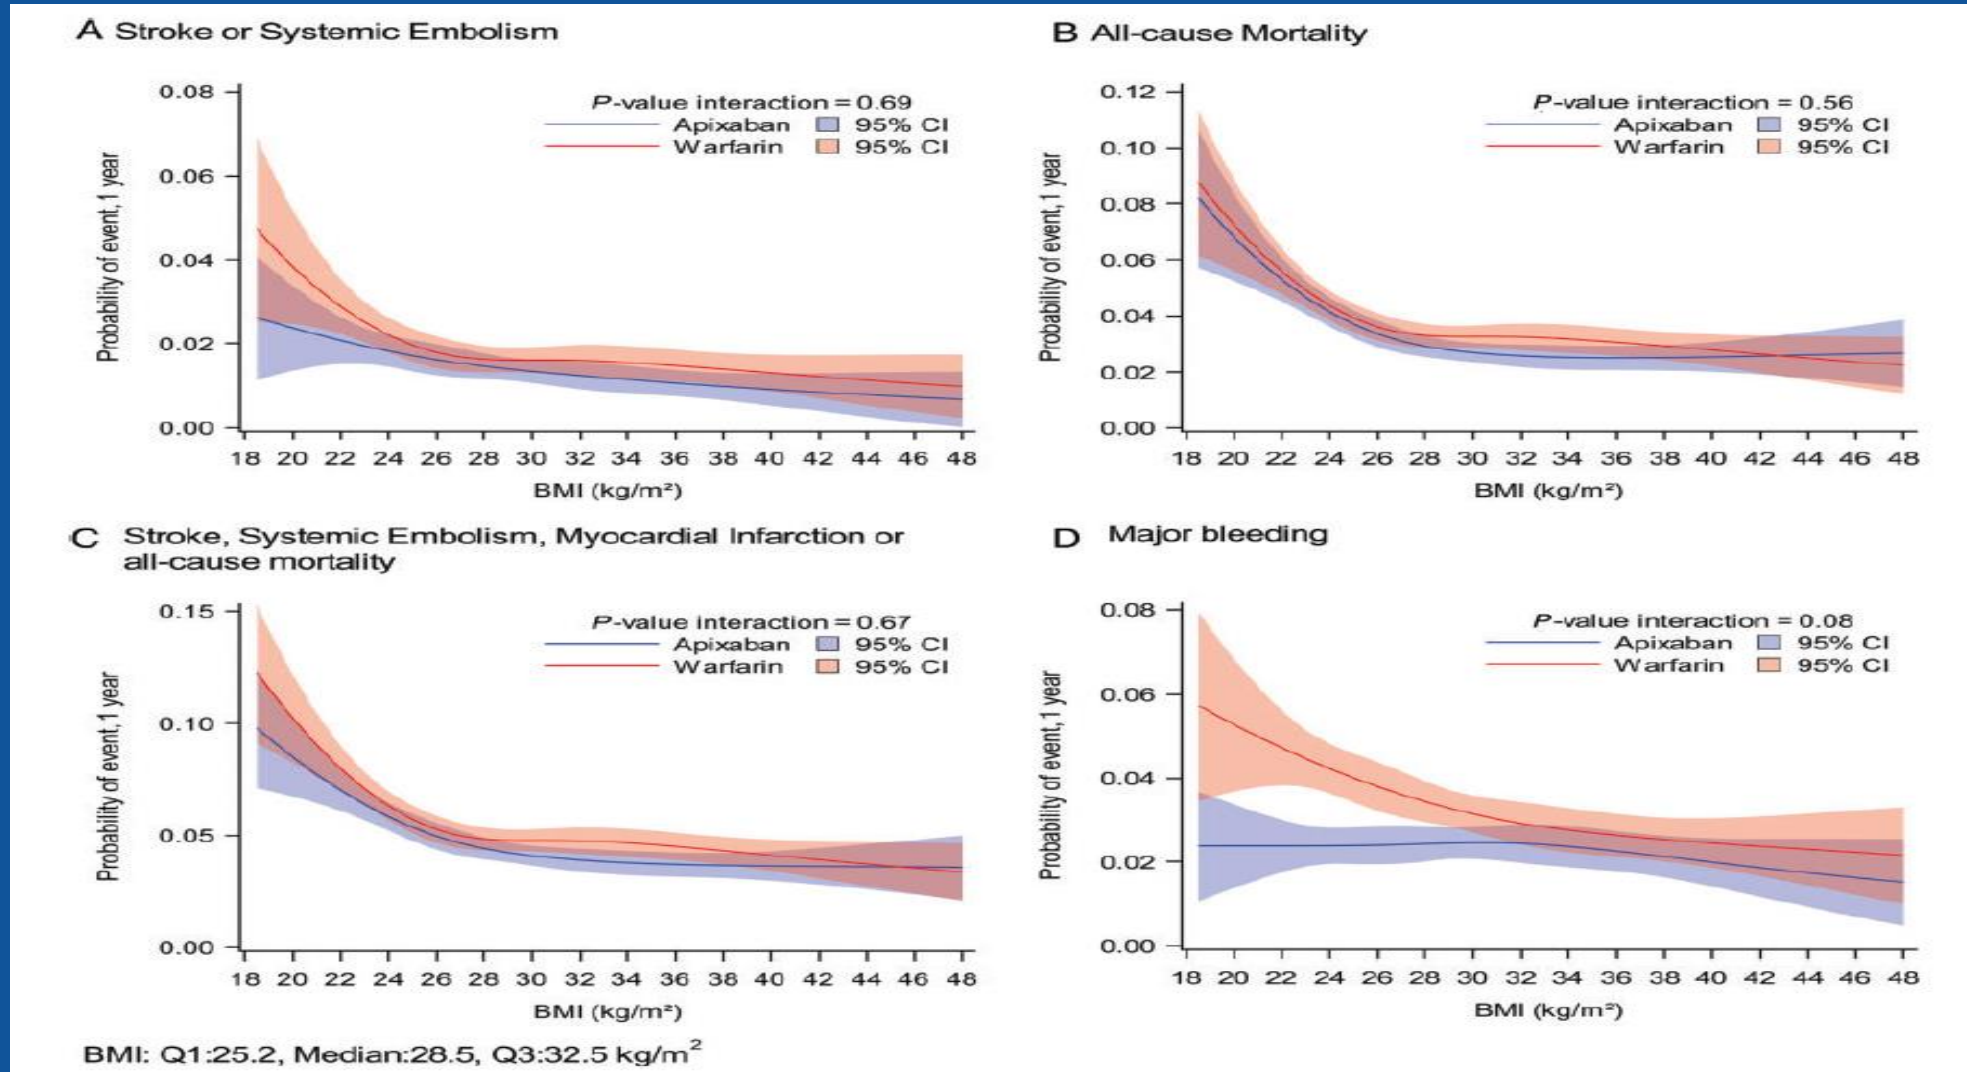 A Stroke or Systemic Embolism
0.08
0.06
0.04
0.02
0.00
Probability of event, 1 year
P-value interaction = 0.69
Apixaban 95% CI
Warfarin 95% CI
18 20 22 24 26 28 30 32 34 36 38 40 42 44 46 48
BMI (kg/m²)
B All-cause Mortality
0.12
0.10
0.08
0.06
0.04
0.02
0.00
Probability of event, 1 year
P-value interaction = 0.56
Apixaban 95% CI
Warfarin 95% CI
18 20 22 24 26 28 30 32 34 36 38 40 42 44 46 48
BMI (kg/m²)
C Stroke, Systemic Embolism, Myocardial Infarction or
all-cause mortality
0.15
0.10
0.05
0.00
Probability of event, 1 year
P-value interaction = 0.67
Apixaban 95% CI
Warfarin 95% CI
18 20 22 24 26 28 30 32 34 36 38 40 42 44 46 48
BMI (kg/m²)
D Major bleeding
0.08
0.06
0.04
0.02
0.00
Probability of event, 1 year
P-value interaction = 0.08
Apixaban 95% CI
Warfarin 95% CI
18 20 22 24 26 28 30 32 34 36 38 40 42 44 46 48
BMI (kg/m²)
BMI: Q1:25.2, Median:28.5, Q3:32.5 kg/m²